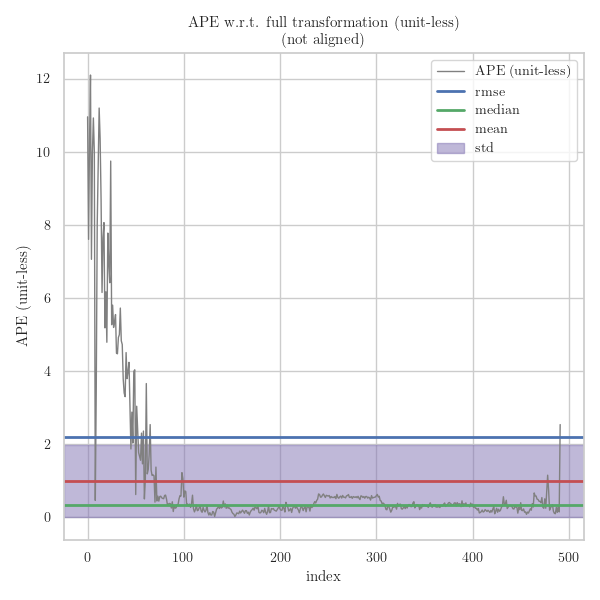 APE w.r.t. full transformation (unit-less)
(not aligned)
APE (unit-less)
rmse
median
mean
std
APE (unit-less)
12
10
8
6
4
2
0
0 100 200 300 400 500
index